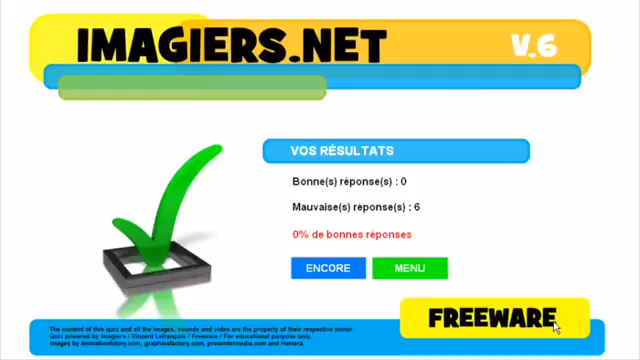 IMAGIERS.NET
V.6
VOS RÉSULTATS
Bonne(s) réponse(s) : 0
Mauvaise(s) réponse(s) : 6
0% de bonnes réponses
ENCORE
MENU
FREEWARE
The content of this quiz and all the images, sounds and video are the property of their respective owner.
Quiz powered by Imagiers / Vincent Lefrançois / Freeware / For educational purpose only.
Images by Animationfactory.com, graphicsfactory.com, presentermedia.com and Hemera.